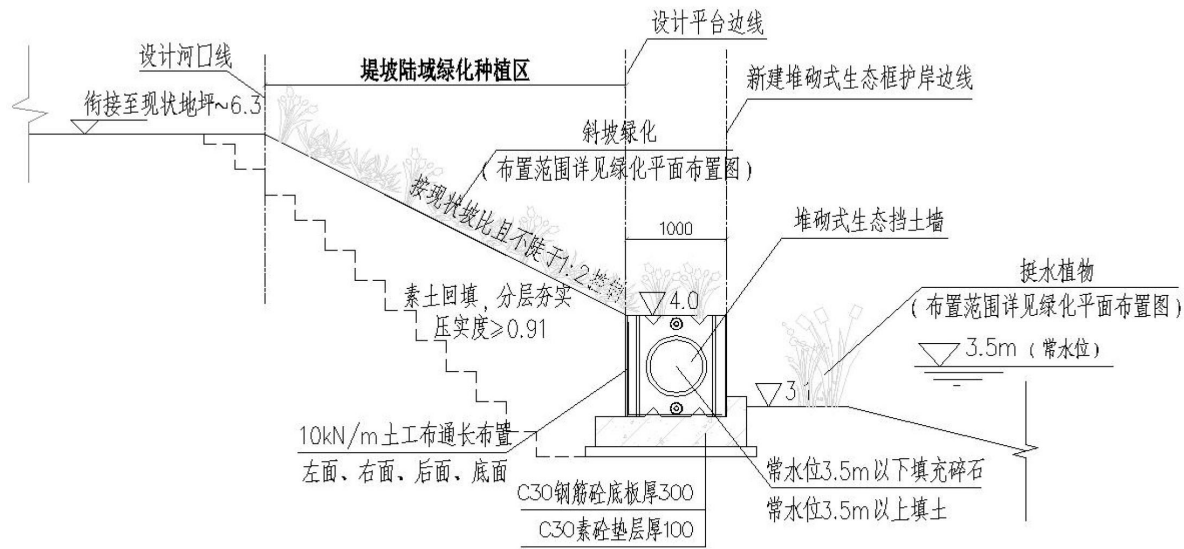 设计平台边线
设计河口线
堤坡陆域绿化种植区
新建堆砌式生态框护岸边线
衔接至现状地坪~6.3
斜坡绿化
(布置范围详见绿化平面布置图)
按现状坡比且不陡于1:2
1000
堆砌式生态挡土墙
挺水植物
(布置范围详见绿化平面布置图)
4.0
素土回填，分层夯实
压实度≥0.91
3.5m (常水位)
3.1
10kN/m土工布通长布置
左面、右面、后面、底面
常水位3.5m以下填充碎石
常水位3.5m以上填土
C30钢筋砼底板厚300
C30素砼垫层厚100